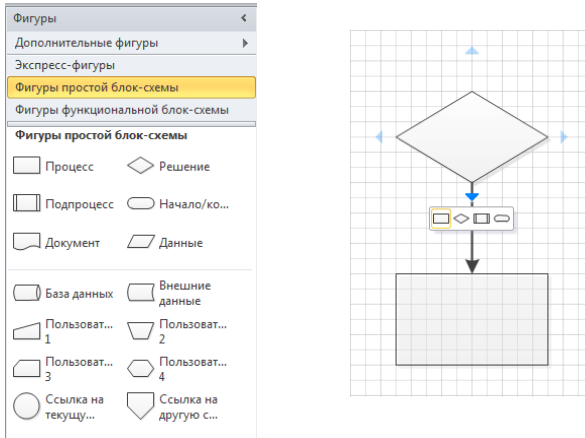 Фигуры
Дополнительные фигуры
Экспресс-фигуры
Фигуры простой блок-схемы
Фигуры функциональной блок-схемы
Фигуры простой блок-схемы
Процесс
Решение
Подпроцесс
Начало/ко...
Документ
Данные
База данных
Внешние
данные
Пользоват...
1
Пользоват...
2
Пользоват...
3
Пользоват...
4
Ссылка на
текущу...
Ссылка на
другую с...